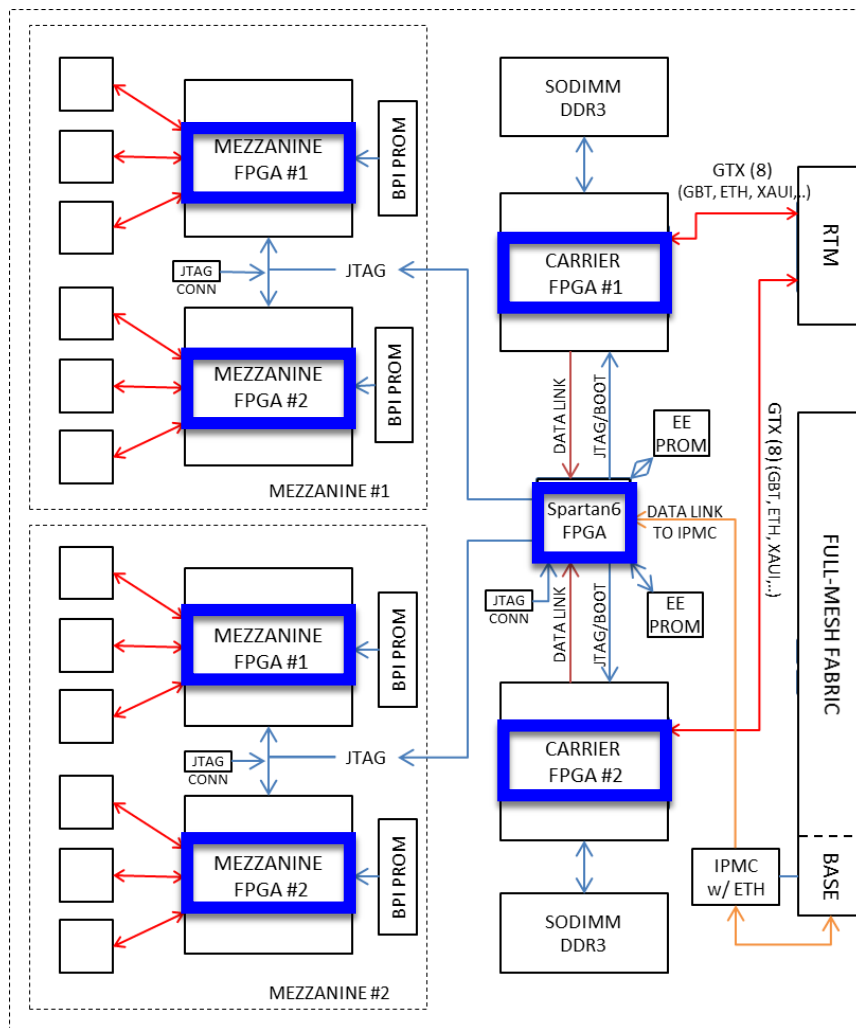 MEZZANINE
FPGA #1
BPI PROM
JTAG
CONN
JTAG
MEZZANINE
FPGA #2
BPI PROM
MEZZANINE #1
MEZZANINE
FPGA #1
BPI PROM
JTAG
CONN
JTAG
MEZZANINE
FPGA #2
BPI PROM
MEZZANINE #2
SODIMM
DDR3
CARRIER
FPGA #1
DATA LINK
JTAG/BOOT
EE
PROM
Spartan6
FPGA
DATA LINK
TO IPMC
JTAG
CONN
DATA LINK
JTAG/BOOT
EE
PROM
CARRIER
FPGA #2
SODIMM
DDR3
GTX (8)
(GBT, ETH, XAUI,..)
RTM
GTX (8) (GBT, ETH, XAUI,..)
FULL-MESH FABRIC
BASE
IPMC
w/ ETH